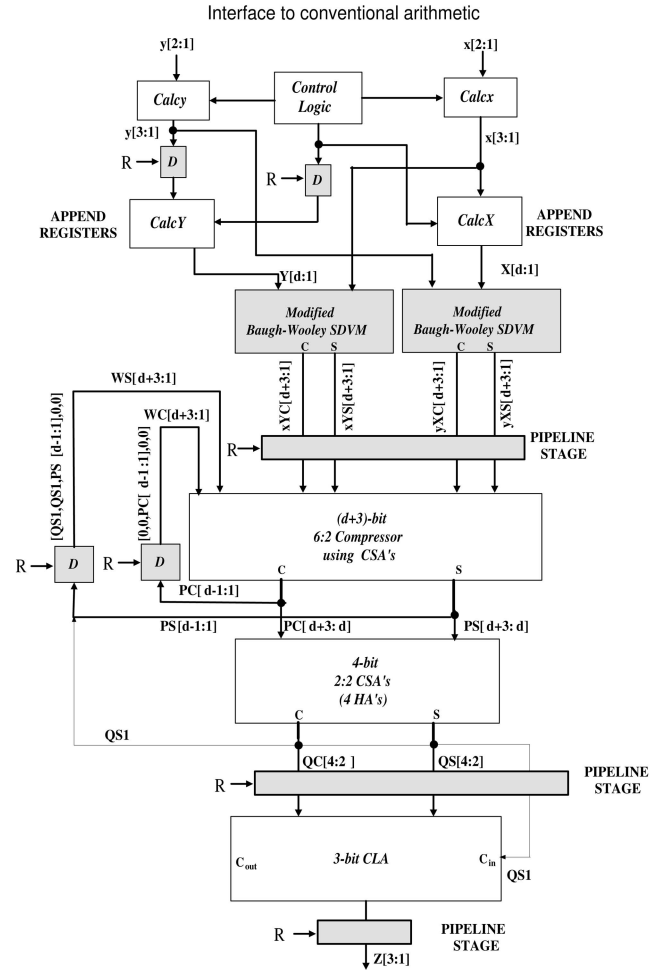 Interface to conventional arithmetic
y[2:1]
x[2:1]
Calcy
Control
Logic
Calcx
y[3:1]
x[3:1]
R
D
R
D
APPEND
REGISTERS
CalcY
CalcX
APPEND
REGISTERS
Y[d:1]
X[d:1]
Modified
Baugh-Wooley SDVM
C S
Modified
Baugh-Wooley SDVM
C S
WS[d+3:1]
WC[d+3:1]
[QS1,QS1,PS [d-1:1],0,0]
[0,0,PC[ d-1:1],0,0]
xYC[d+3:1]
xYS[d+3:1]
yXC[d+3:1]
yXS[d+3:1]
R
PIPELINE
STAGE
(d+3)-bit
6:2 Compressor
using CSA's
C S
R
D
R
D
PC[ d-1:1]
PS[d-1:1]
PC[ d+3: d]
PS[d+3: d]
4-bit
2:2 CSA's
(4 HA's)
C S
QS1
QC[4:2 ]
QS[4:2]
R
PIPELINE
STAGE
Cout
3-bit CLA
Cin
QS1
R
PIPELINE
STAGE
Z[3:1]